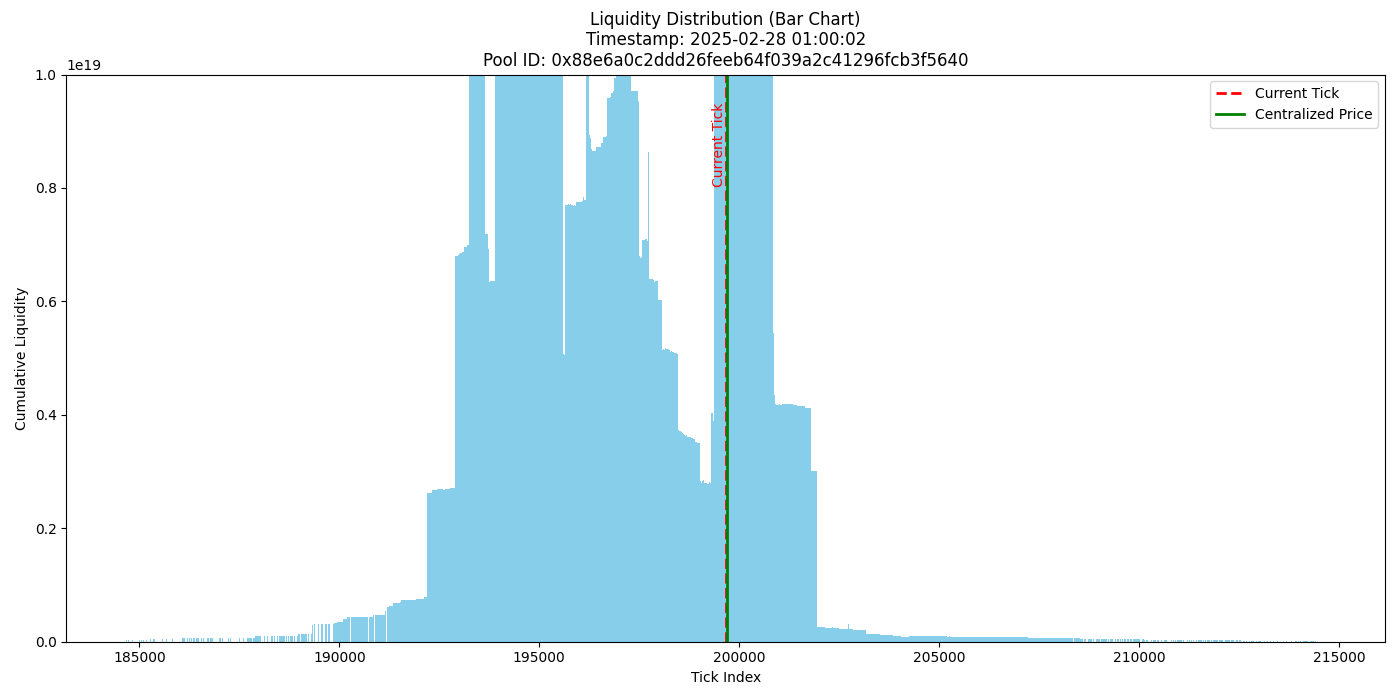 Liquidity Distribution (Bar Chart)
Timestamp: 2025-02-28 01:00:02
Pool ID: 0x88e6a0c2ddd26feeb64f039a2c41296fcb3f5640
1e19
1.0
0.8
0.6
0.4
0.2
0.0
Cumulative Liquidity
Current Tick
Current Tick
Centralized Price
185000
190000
195000
200000
205000
210000
215000
Tick Index